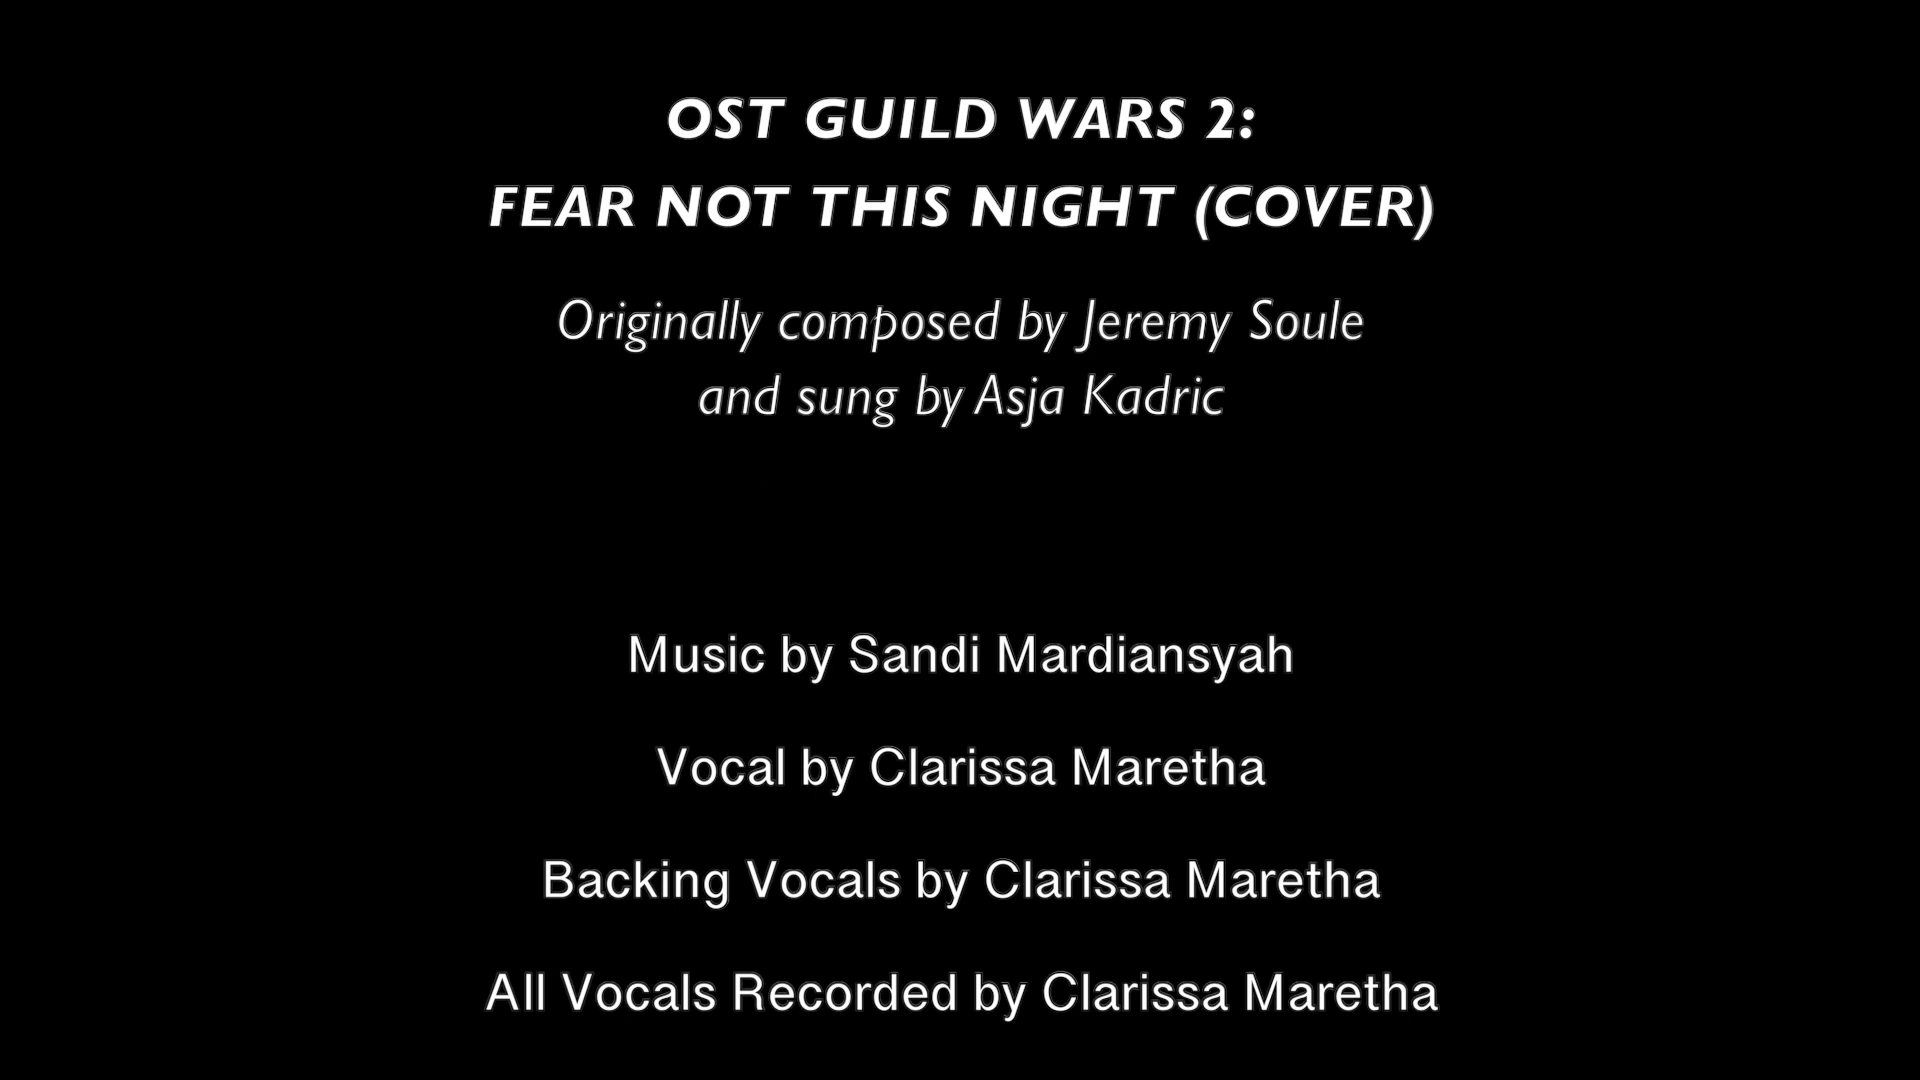 OST GUILD WARS 2:
FEAR NOT THIS NIGHT (COVER)
Originally composed by Jeremy Soule
and sung by Asja Kadric
Music by Sandi Mardiansyah
Vocal by Clarissa Maretha
Backing Vocals by Clarissa Maretha
All Vocals Recorded by Clarissa Maretha